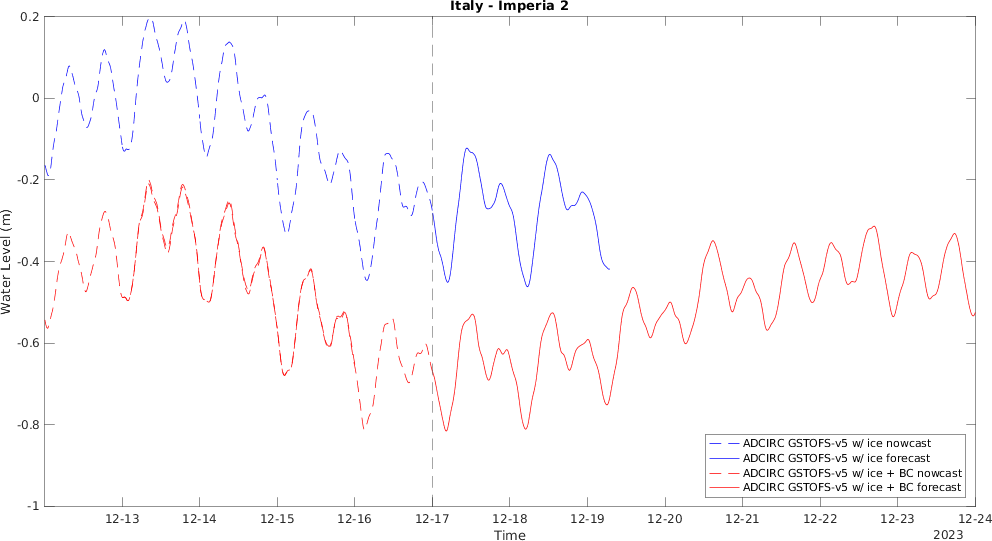 Italy - Imperia 2
Water Level (m)
0.2
0
-0.2
-0.4
-0.6
-0.8
-1
ADCIRC GSTOFS-v5 w/ ice nowcast
ADCIRC GSTOFS-v5 w/ ice forecast
ADCIRC GSTOFS-v5 w/ ice + BC nowcast
ADCIRC GSTOFS-v5 w/ ice + BC forecast
12-13 12-14 12-15 12-16 12-17 12-18 12-19 12-20 12-21 12-22 12-23 12-24
Time
2023